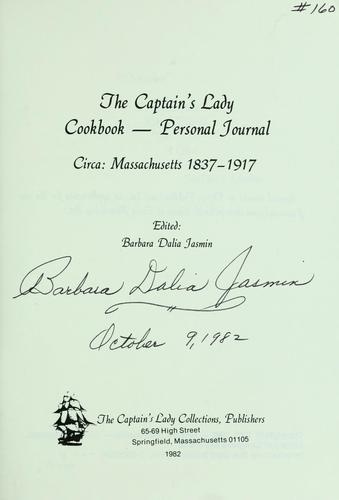 #160
The Captain's Lady
Cookbook — Personal Journal
Circa: Massachusetts 1837-1917
Edited:
Barbara Dalia Jasmin
Barbara Dalia Jasmin
October 9, 1982
The Captain's Lady Collections, Publishers
65-69 High Street
Springfield, Massachusetts 01105
1982